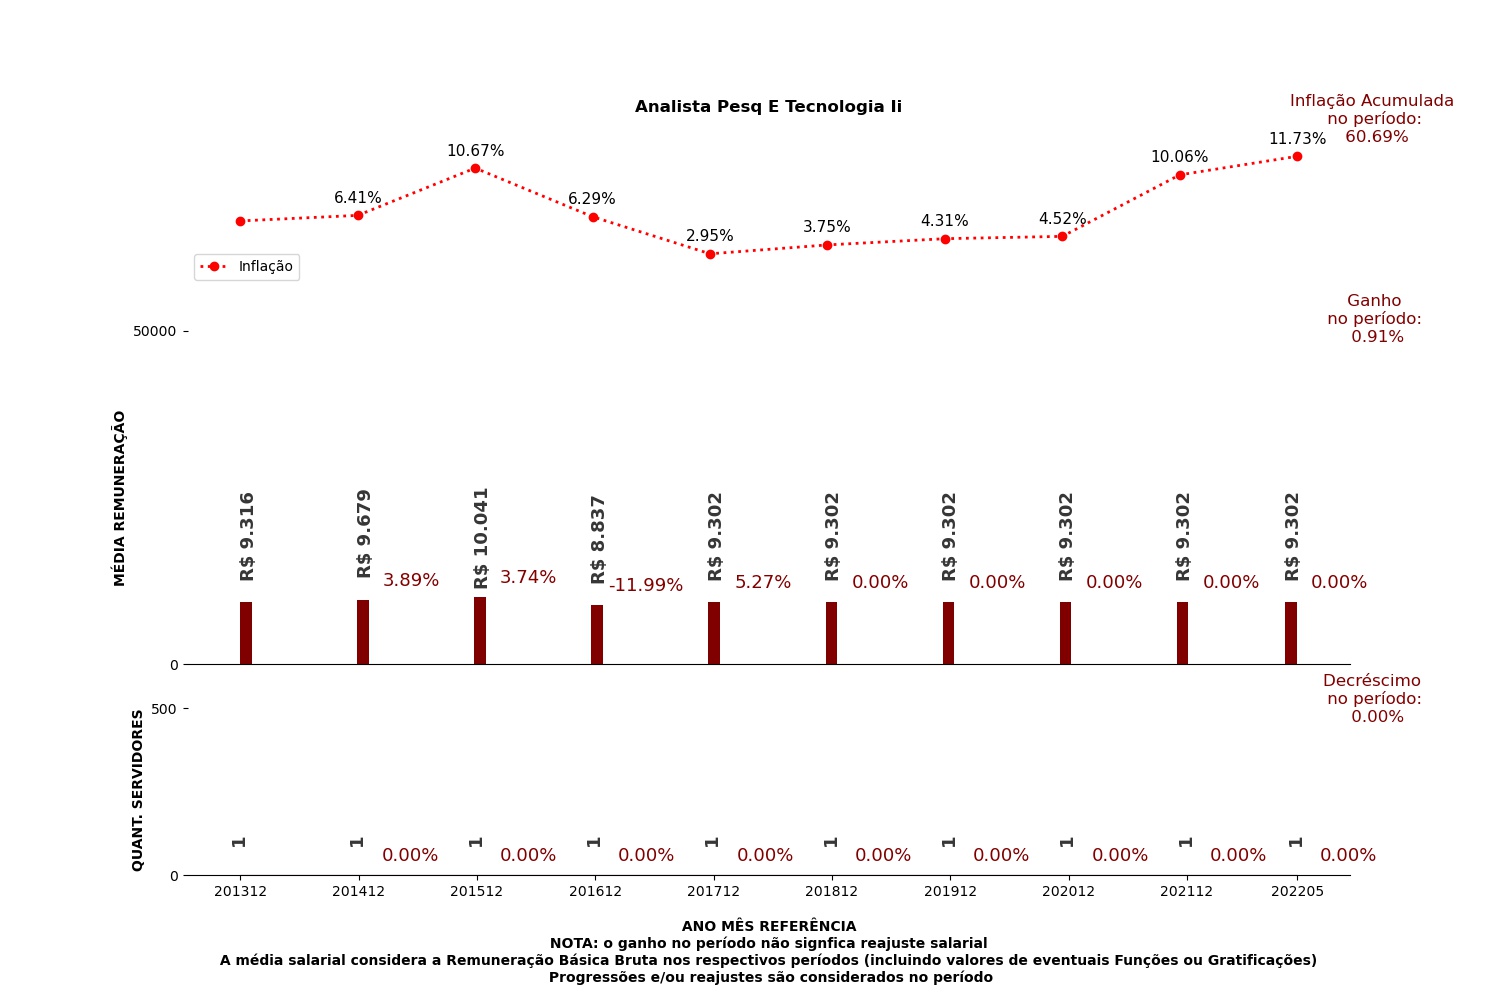 Analista Pesq E Tecnologia Ii
Inflação Acumulada
no período:
60.69%
6.41%
10.67%
6.29%
2.95%
3.75%
4.31%
4.52%
10.06%
11.73%
Inflação
Ganho
no período:
0.91%
50000
0
MÉDIA REMUNERAÇÃO
R$ 9.316
R$ 9.679
R$ 10.041
R$ 8.837
R$ 9.302
R$ 9.302
R$ 9.302
R$ 9.302
R$ 9.302
R$ 9.302
3.89%
3.74%
-11.99%
5.27%
0.00%
0.00%
0.00%
0.00%
0.00%
Decréscimo
no período:
0.00%
500
0
QUANT. SERVIDORES
1 1 1 1 1 1 1 1 1 1
0.00% 0.00% 0.00% 0.00% 0.00% 0.00% 0.00% 0.00% 0.00%
201312 201412 201512 201612 201712 201812 201912 202012 202112 202205
ANO MÊS REFERÊNCIA
NOTA: o ganho no período não signfica reajuste salarial
A média salarial considera a Remuneração Básica Bruta nos respectivos períodos (incluindo valores de eventuais Funções ou Gratificações)
Progressões e/ou reajustes são considerados no período